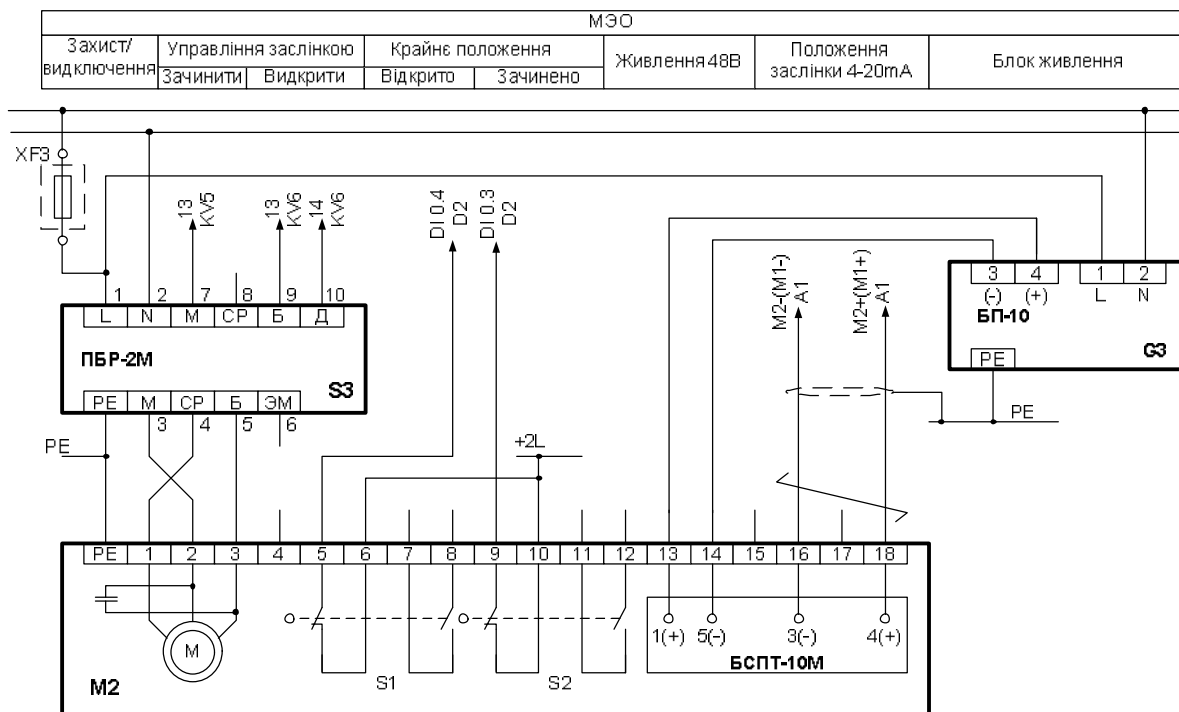 МЭО
Захист/
видключення
Управління заслінкою
Зачинити
Видкрити
Крайнє положення
Відкрито
Зачинено
Живлення 48В
Положення
заслінки 4-20mA
Блок живлення
XF3
13
KV5
13
KV6
14
KV6
DI 0.4
D2
DI 0.3
D2
M2-(M1-)
A1
M2+(M1+)
A1
1 2 7 8 9 10
L N М СР Б Д
ПБР-2М
S3
PE М СР Б ЭМ
3 4 5 6
PE
3 4 1 2
(-) (+) L N
БП-10
G3
PE
PE
+2L
PE 1 2 3 4 5 6 7 8 9 10 11 12 13 14 15 16 17 18
M
1(+) 5(-) 3(-) 4(+)
БСПТ-10М
S1
S2
M2